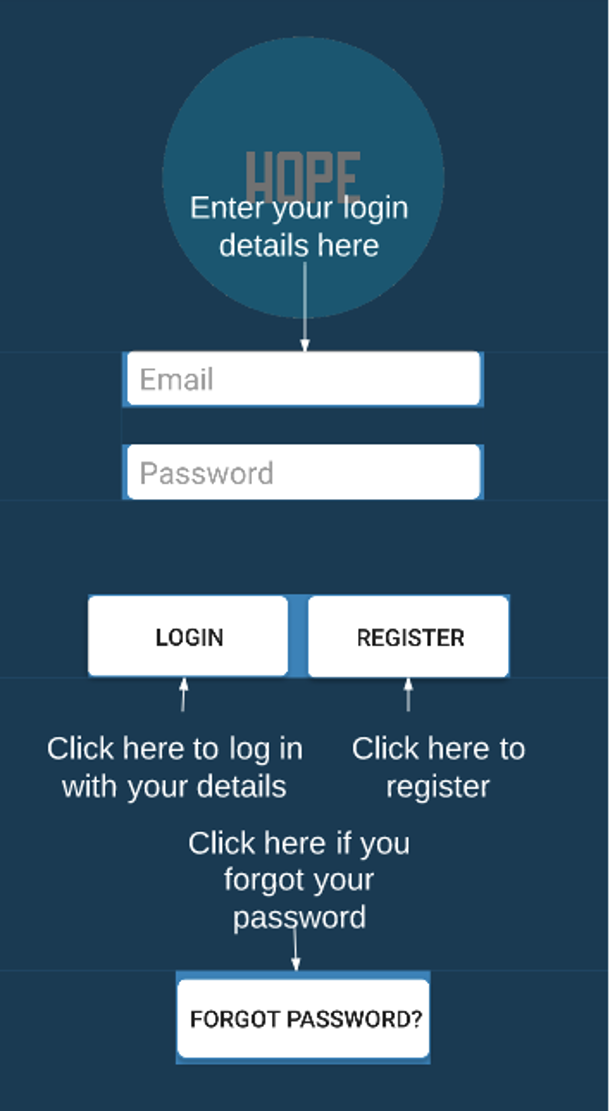 HOPE
Enter your login
details here
Email
Password
LOGIN
REGISTER
Click here to log in
with your details
Click here to
register
Click here if you
forgot your
password
FORGOT PASSWORD?